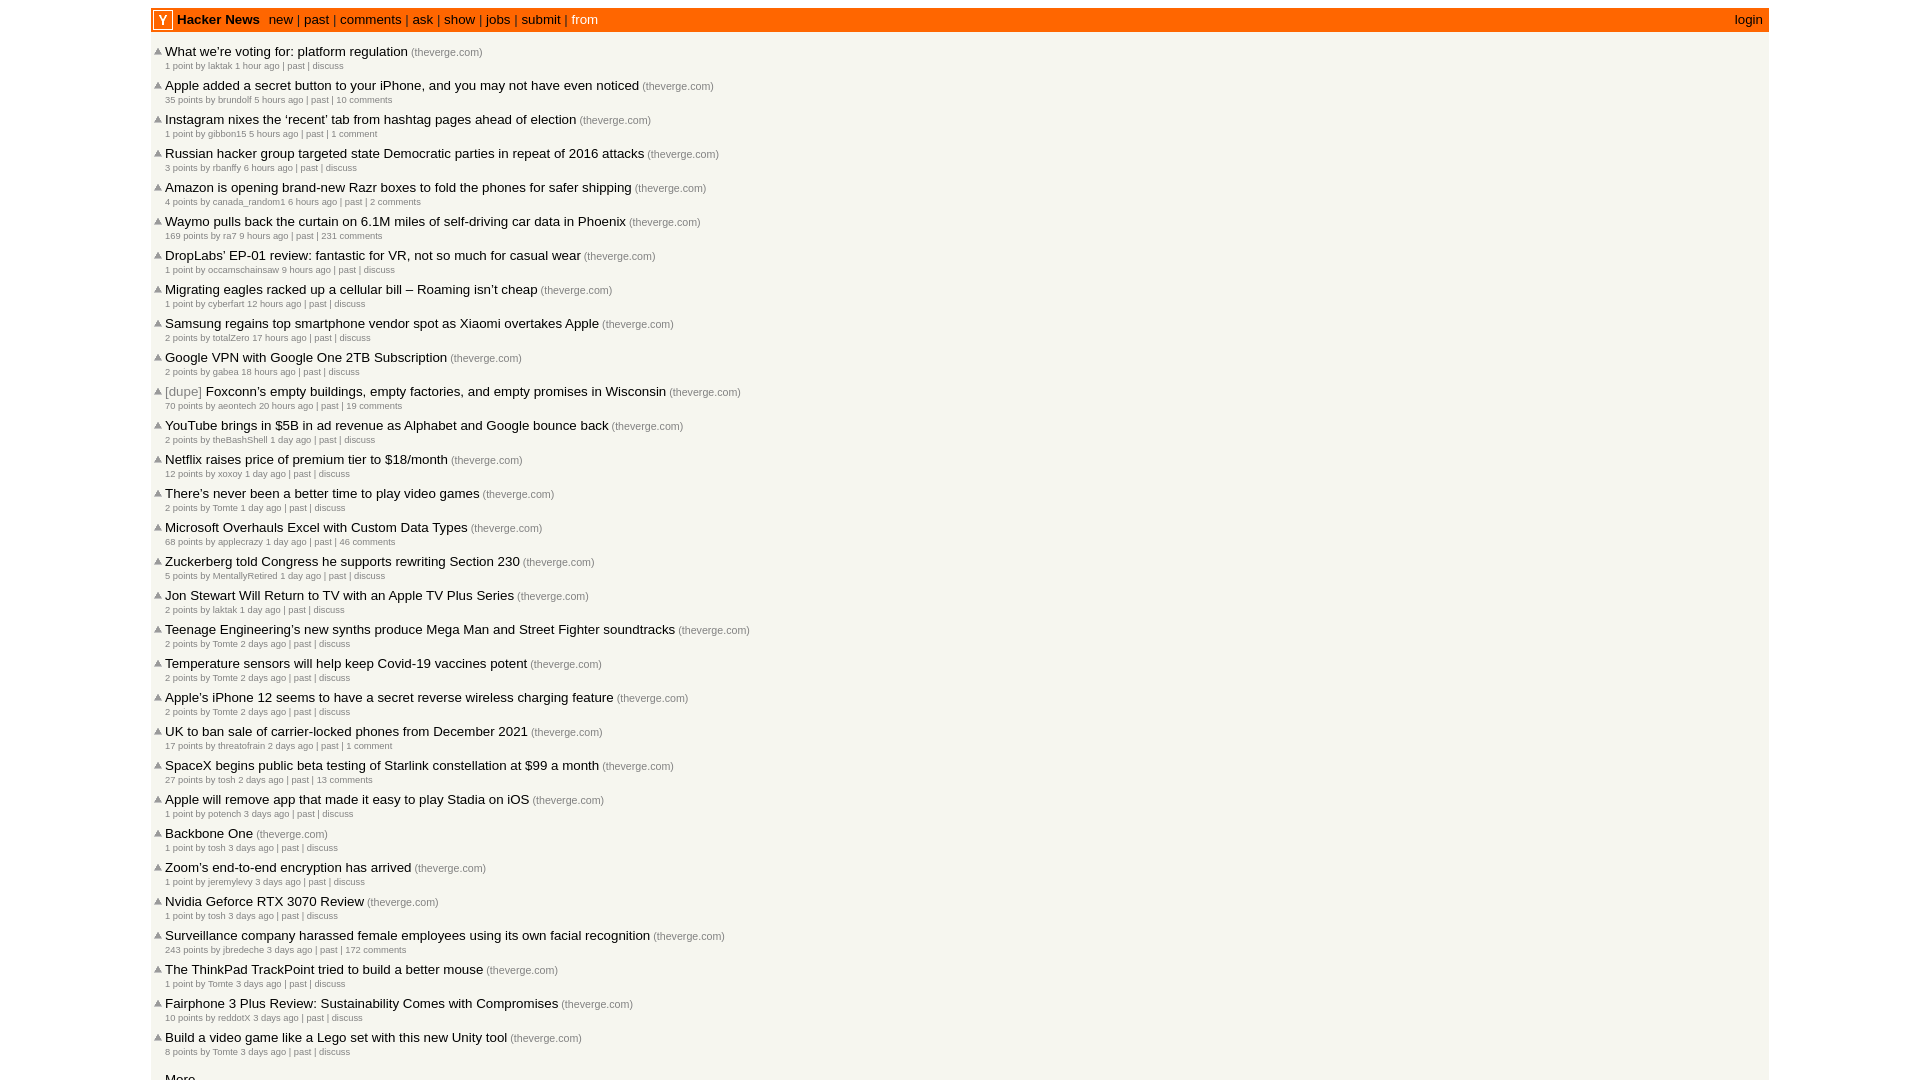 Y Hacker News new | past | comments | ask | show | jobs | submit | from login
What we’re voting for: platform regulation (theverge.com)
1 point by laktak 1 hour ago | past | discuss
Apple added a secret button to your iPhone, and you may not have even noticed (theverge.com)
35 points by brundolf 5 hours ago | past | 10 comments
Instagram nixes the ‘recent’ tab from hashtag pages ahead of election (theverge.com)
1 point by gibbon15 5 hours ago | past | 1 comment
Russian hacker group targeted state Democratic parties in repeat of 2016 attacks (theverge.com)
3 points by rbanffy 6 hours ago | past | discuss
Amazon is opening brand-new Razr boxes to fold the phones for safer shipping (theverge.com)
4 points by canada_random1 6 hours ago | past | 2 comments
Waymo pulls back the curtain on 6.1M miles of self-driving car data in Phoenix (theverge.com)
169 points by ra7 9 hours ago | past | 231 comments
DropLabs’ EP-01 review: fantastic for VR, not so much for casual wear (theverge.com)
1 point by occamschainsaw 9 hours ago | past | discuss
Migrating eagles racked up a cellular bill – Roaming isn’t cheap (theverge.com)
1 point by cyberfart 12 hours ago | past | discuss
Samsung regains top smartphone vendor spot as Xiaomi overtakes Apple (theverge.com)
2 points by totalZero 17 hours ago | past | discuss
Google VPN with Google One 2TB Subscription (theverge.com)
2 points by gabea 18 hours ago | past | discuss
[dupe] Foxconn’s empty buildings, empty factories, and empty promises in Wisconsin (theverge.com)
70 points by aeontech 20 hours ago | past | 19 comments
YouTube brings in $5B in ad revenue as Alphabet and Google bounce back (theverge.com)
2 points by theBashShell 1 day ago | past | discuss
Netflix raises price of premium tier to $18/month (theverge.com)
12 points by xoxoy 1 day ago | past | discuss
There’s never been a better time to play video games (theverge.com)
2 points by Tomte 1 day ago | past | discuss
Microsoft Overhauls Excel with Custom Data Types (theverge.com)
68 points by applecrazy 1 day ago | past | 46 comments
Zuckerberg told Congress he supports rewriting Section 230 (theverge.com)
5 points by MentallyRetired 1 day ago | past | discuss
Jon Stewart Will Return to TV with an Apple TV Plus Series (theverge.com)
2 points by laktak 1 day ago | past | discuss
Teenage Engineering’s new synths produce Mega Man and Street Fighter soundtracks (theverge.com)
2 points by Tomte 2 days ago | past | discuss
Temperature sensors will help keep Covid-19 vaccines potent (theverge.com)
2 points by Tomte 2 days ago | past | discuss
Apple’s iPhone 12 seems to have a secret reverse wireless charging feature (theverge.com)
2 points by Tomte 2 days ago | past | discuss
UK to ban sale of carrier-locked phones from December 2021 (theverge.com)
17 points by threatofrain 2 days ago | past | 1 comment
SpaceX begins public beta testing of Starlink constellation at $99 a month (theverge.com)
27 points by tosh 2 days ago | past | 13 comments
Apple will remove app that made it easy to play Stadia on iOS (theverge.com)
1 point by potench 3 days ago | past | discuss
Backbone One (theverge.com)
1 point by tosh 3 days ago | past | discuss
Zoom’s end-to-end encryption has arrived (theverge.com)
1 point by jeremylevy 3 days ago | past | discuss
Nvidia Geforce RTX 3070 Review (theverge.com)
1 point by tosh 3 days ago | past | discuss
Surveillance company harassed female employees using its own facial recognition (theverge.com)
243 points by jbredeche 3 days ago | past | 172 comments
The ThinkPad TrackPoint tried to build a better mouse (theverge.com)
1 point by Tomte 3 days ago | past | discuss
Fairphone 3 Plus Review: Sustainability Comes with Compromises (theverge.com)
10 points by reddotX 3 days ago | past | discuss
Build a video game like a Lego set with this new Unity tool (theverge.com)
8 points by Tomte 3 days ago | past | discuss
More